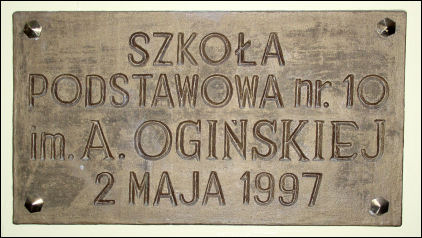 SZKOŁA
PODSTAWOWA nr. 10
im. A. OGIŃSKIEJ
2 MAJA 1997